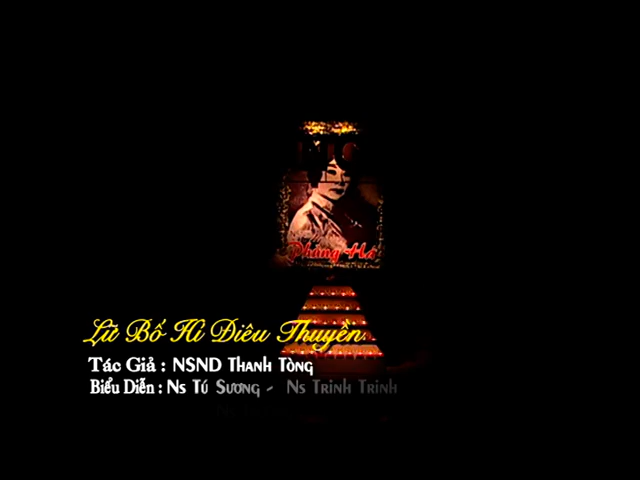 Phùng Há
Lữ Bố Hí Điêu Thuyền
Tác Giả : NSND Thanh Tòng
Biểu Diễn : Ns Tú Sương - Ns Trinh Trinh